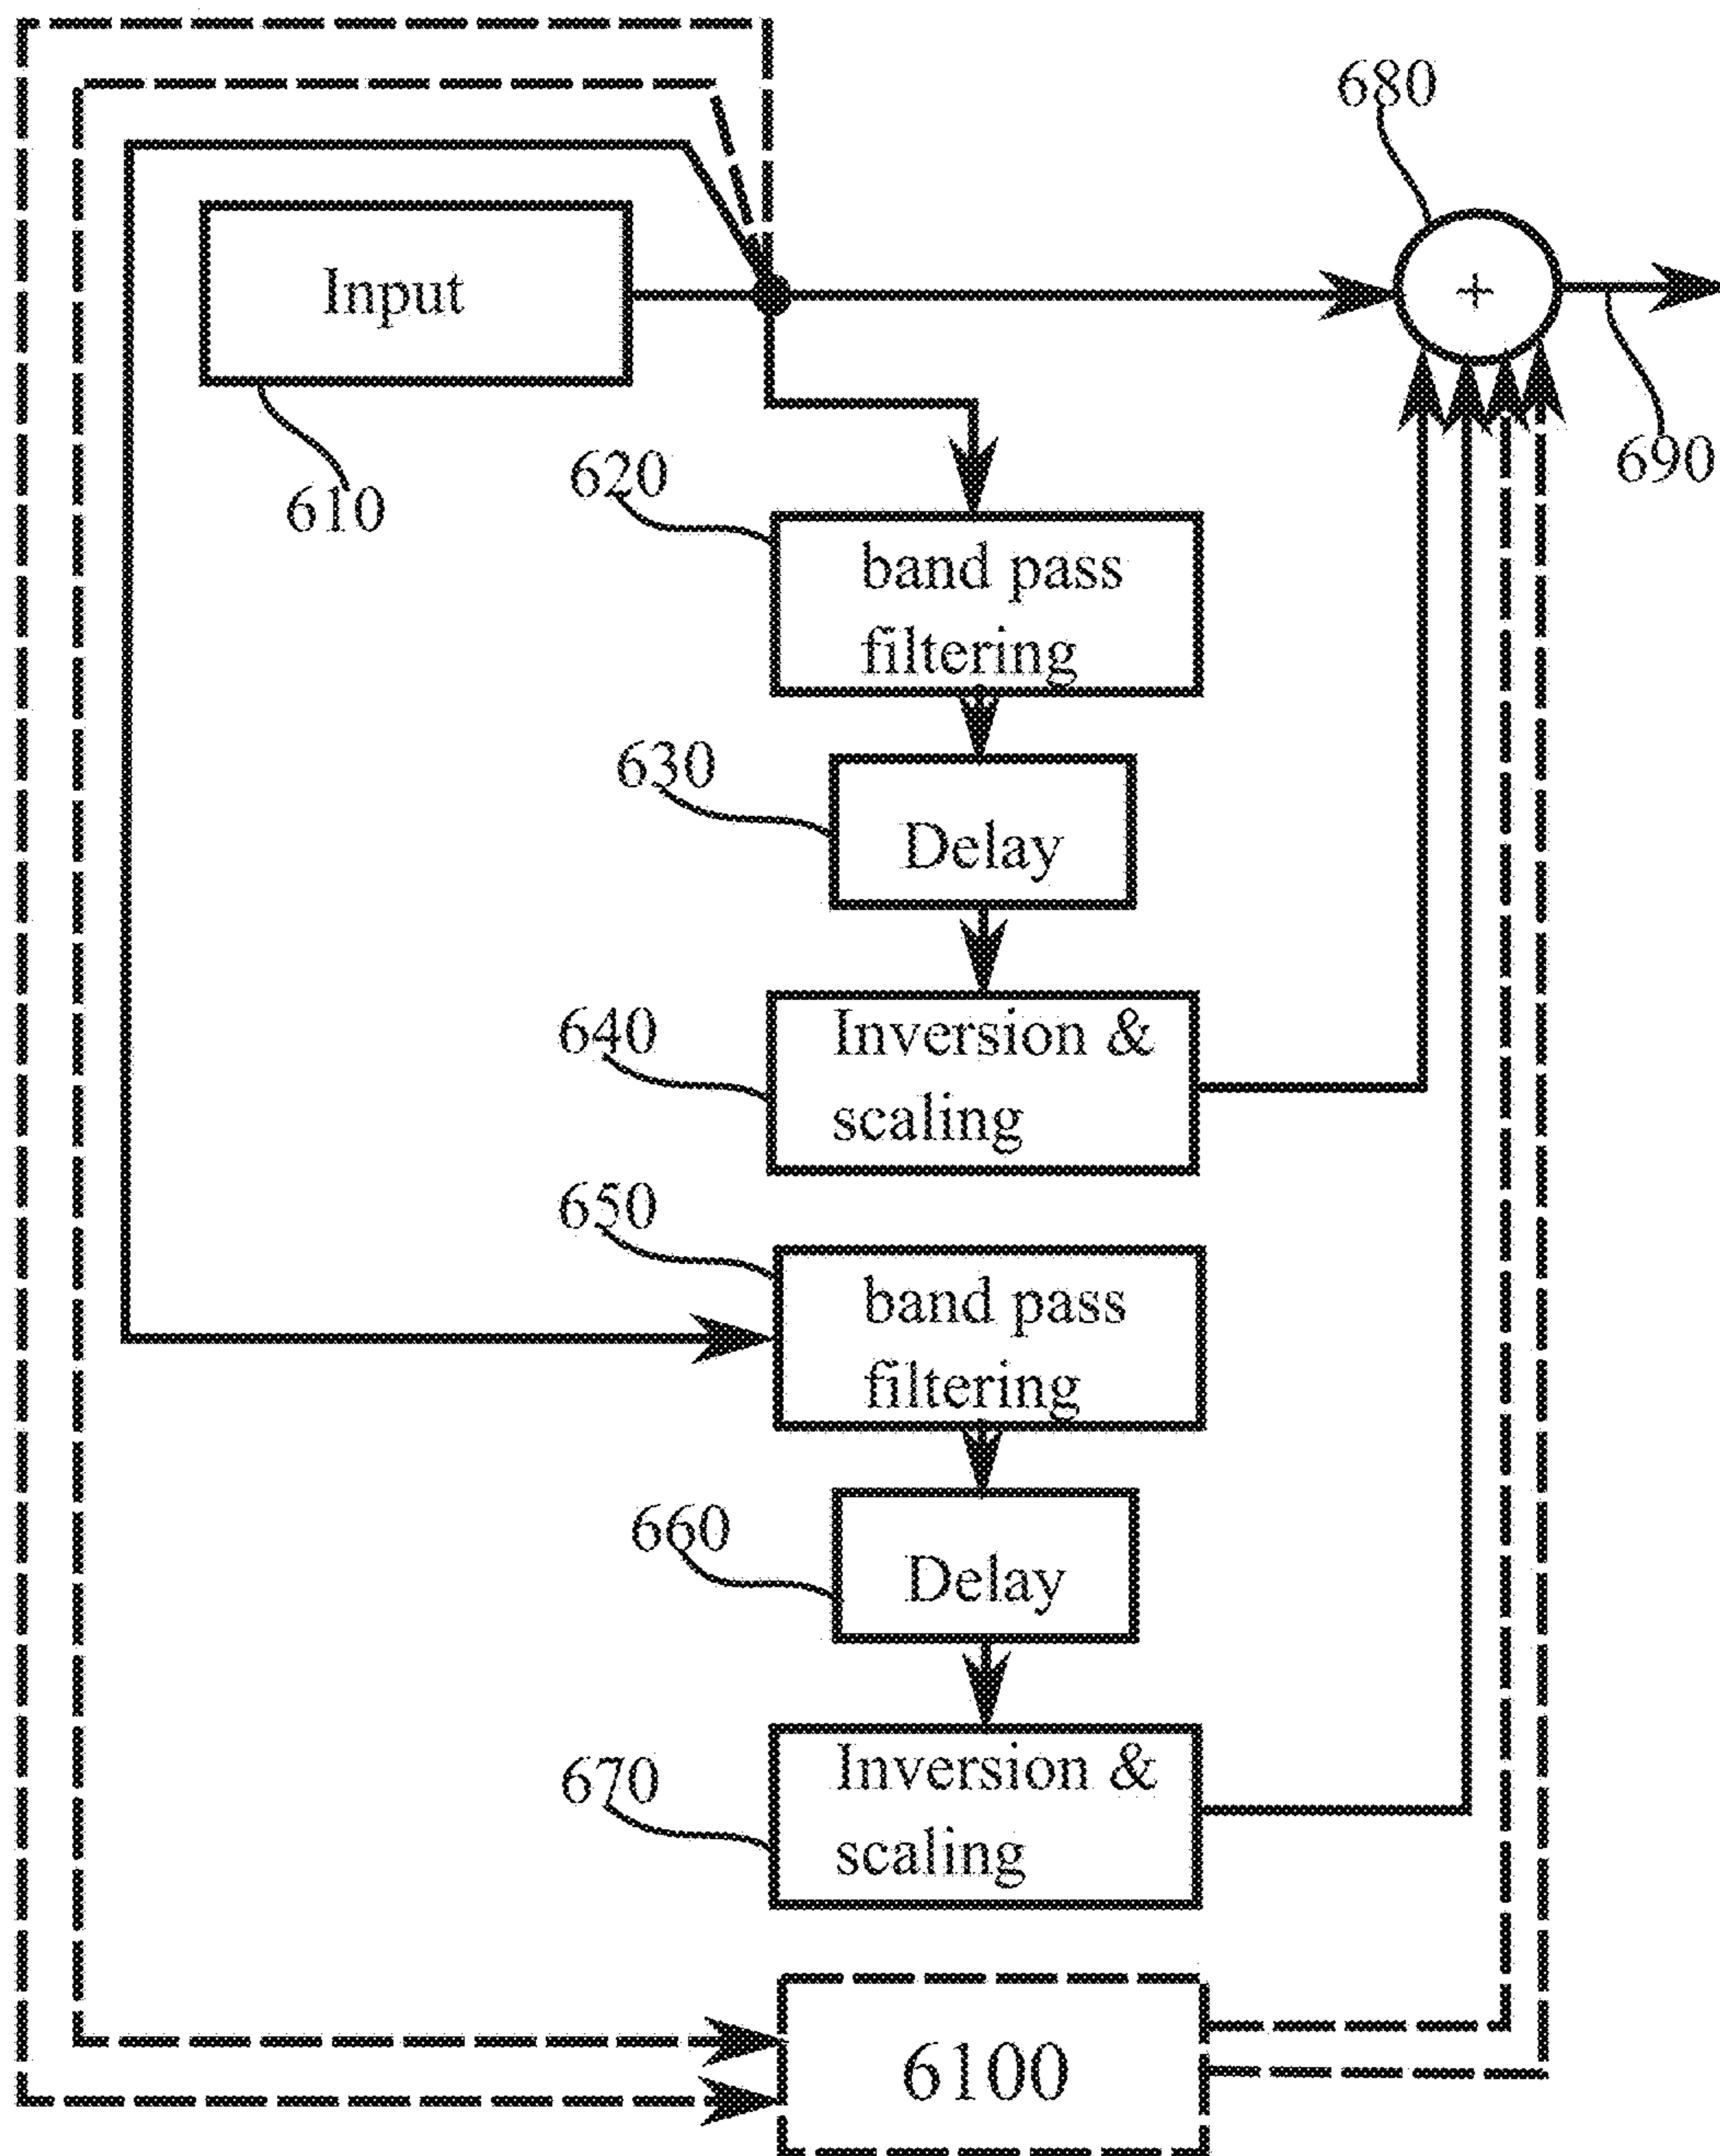 680
Input
+
690
610
620
band pass
filtering
630
Delay
640
Inversion &
scaling
650
band pass
filtering
660
Delay
670
Inversion &
scaling
6100